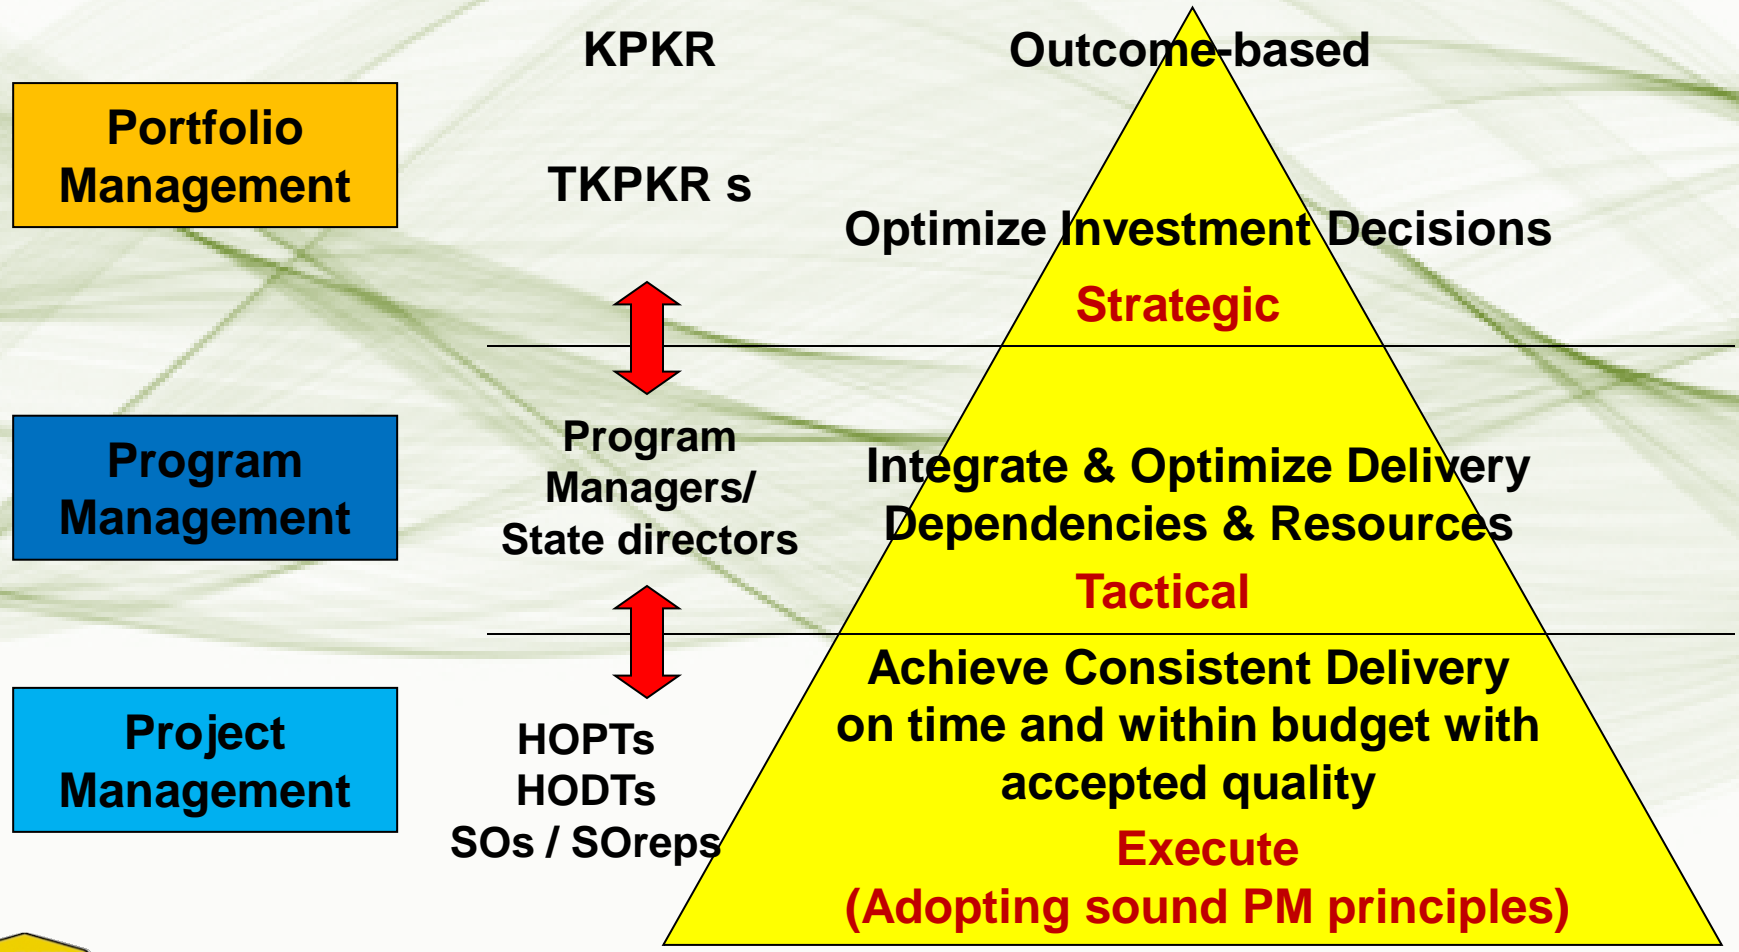 KPKR
Outcome-based
Portfolio
Management
TKPKR s
Optimize Investment Decisions
Strategic
Program
Management
Program
Managers/
State directors
Integrate & Optimize Delivery
Dependencies & Resources
Tactical
Project
Management
HOPTs
HODTs
SOs / SOreps
Achieve Consistent Delivery
on time and within budget with
accepted quality
Execute
(Adopting sound PM principles)